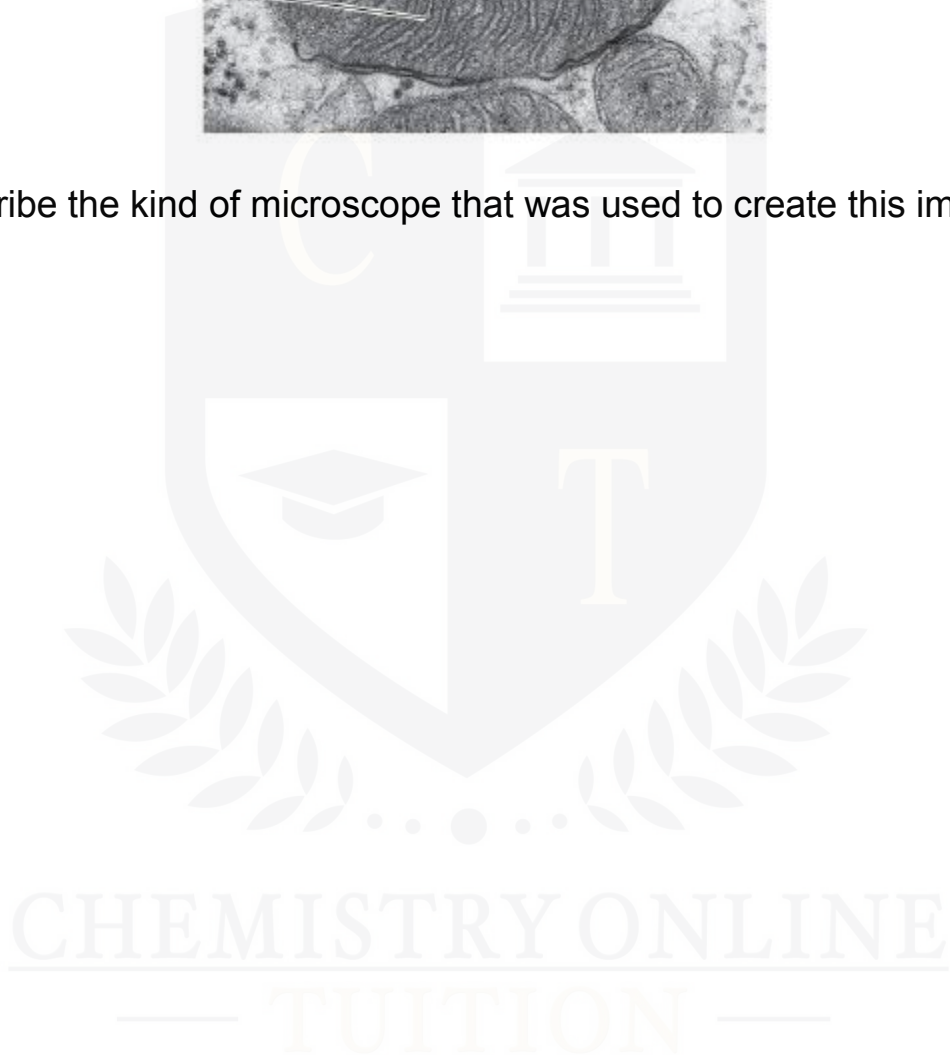 ribe the kind of microscope that was used to create this im
C
T
CHEMISTRY ONLINE
TUITION